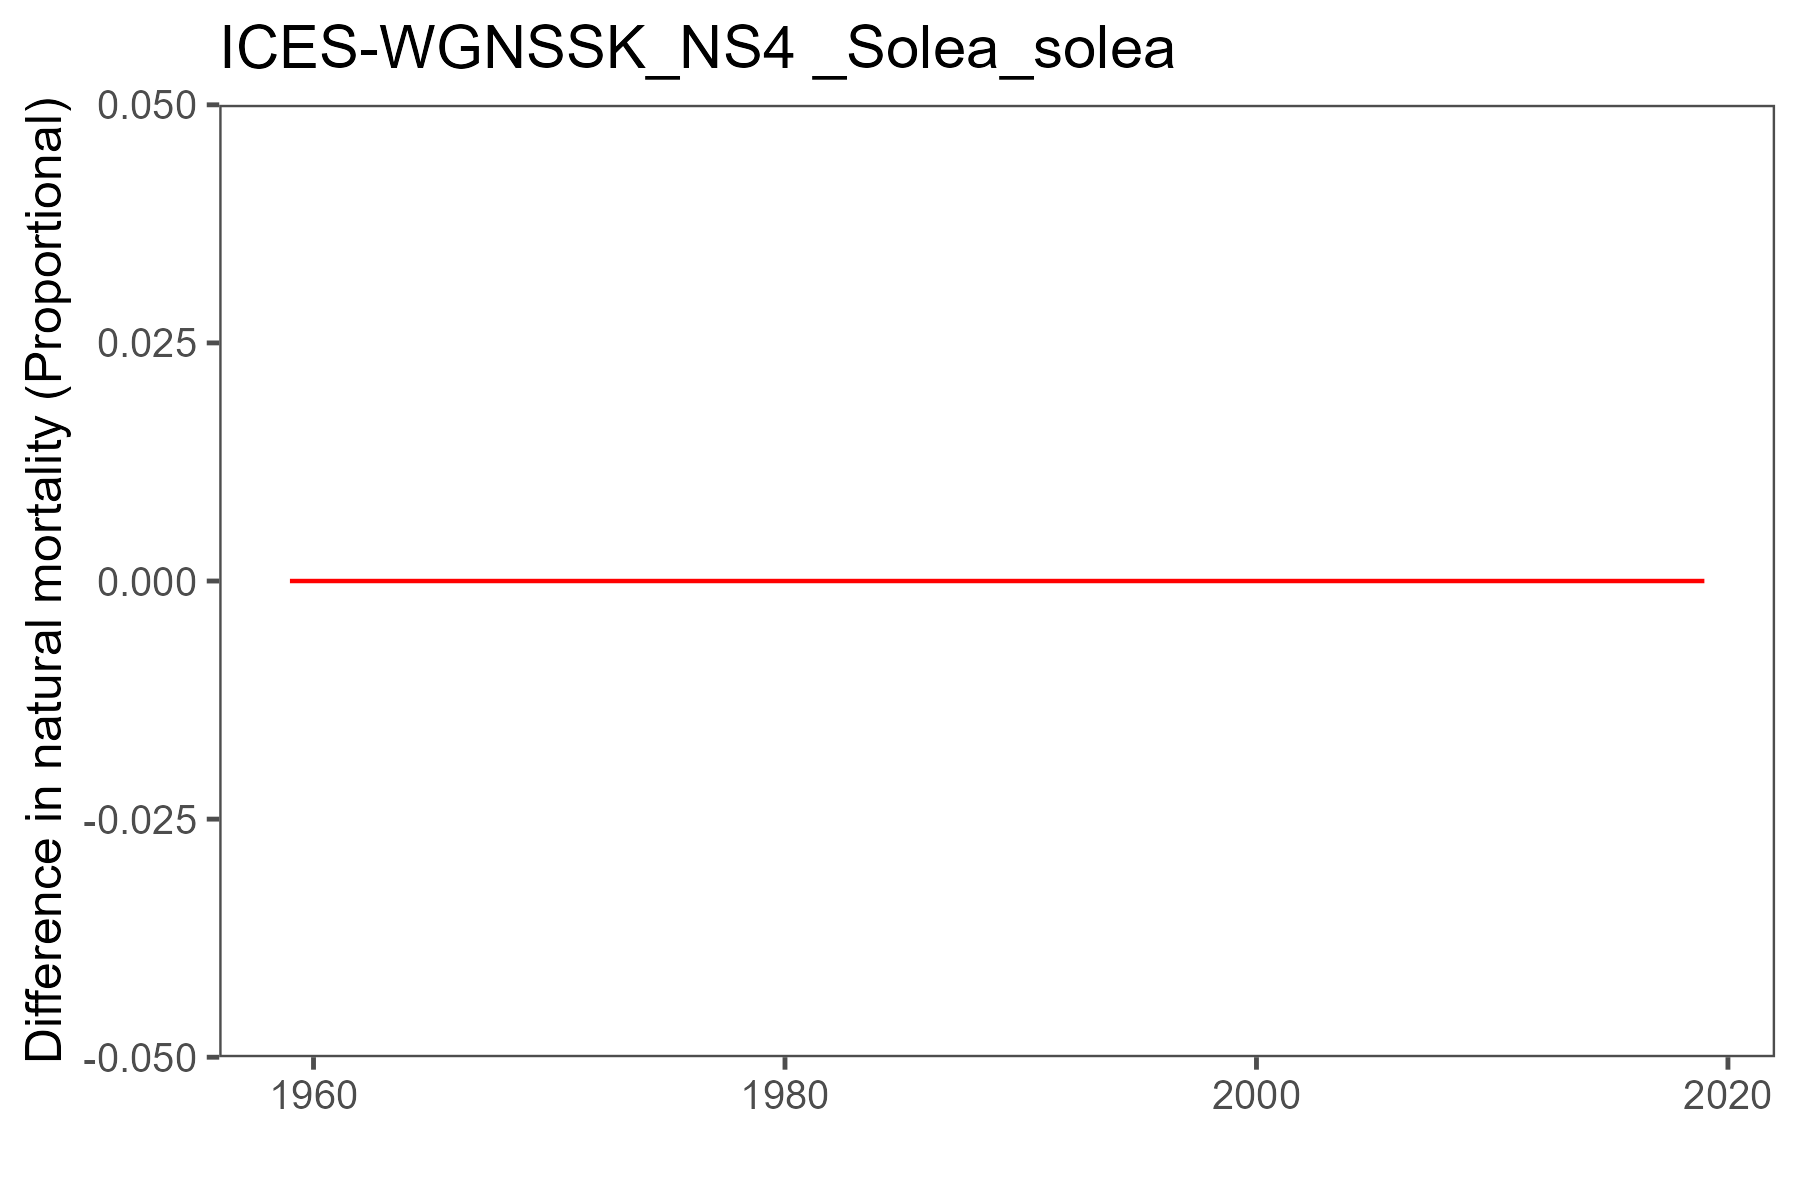 ICES-WGNSSK_NS4 _Solea_solea
Difference in natural mortality (Proportional)
0.050
0.025
0.000
-0.025
-0.050
1960 1980 2000 2020